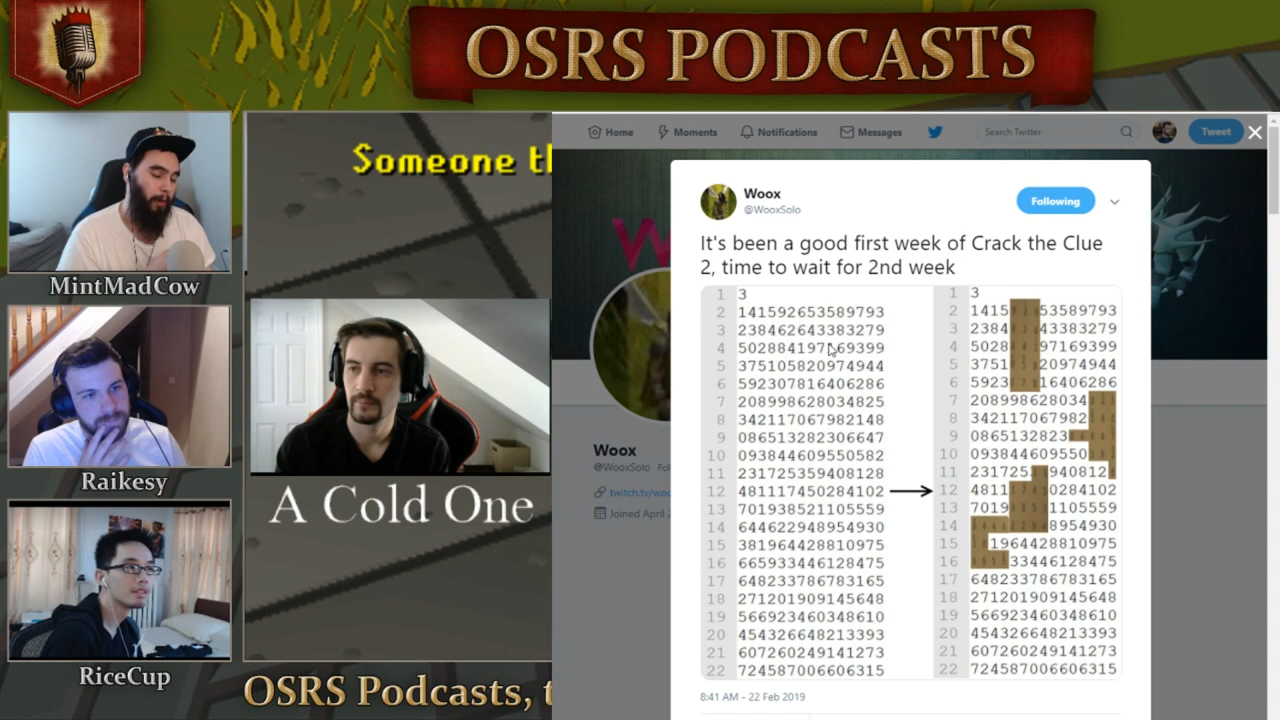 OSRS PODCASTS
MintMadCow
Raikesy
RiceCup
Someone th
A Cold One
OSRS Podcasts, t
Home
Moments
Notifications
Messages
Search Twitter
Tweet
Woox
@WooxSolo
twitch.tv/woo
Joined April 2
Woox
@WooxSolo
Following
It's been a good first week of Crack the Clue
2, time to wait for 2nd week
1 3
2 141592653589793
3 238462643383279
4 502884197169399
5 375105820974944
6 592307816406286
7 208998628034825
8 342117067982148
9 086513282306647
10 093844609550582
11 231725359408128
12 481117450284102
13 701938521105559
14 644622948954930
15 381964428810975
16 665933446128475
17 648233786783165
18 271201909145648
19 566923460348610
20 454326648213393
21 607260249141273
22 724587006606315
1 3
2 1415 53589793
3 2384 43383279
4 5028 97169399
5 3751 20974944
6 5923 16406286
7 208998628034
8 342117067982
9 0865132823
10 093844609550
11 231725 940812
12 4811 0284102
13 7019 1105559
14 8954930
15 1964428810975
16 33446128475
17 648233786783165
18 271201909145648
19 566923460348610
20 454326648213393
21 607260249141273
22 724587006606315
8:41 AM - 22 Feb 2019